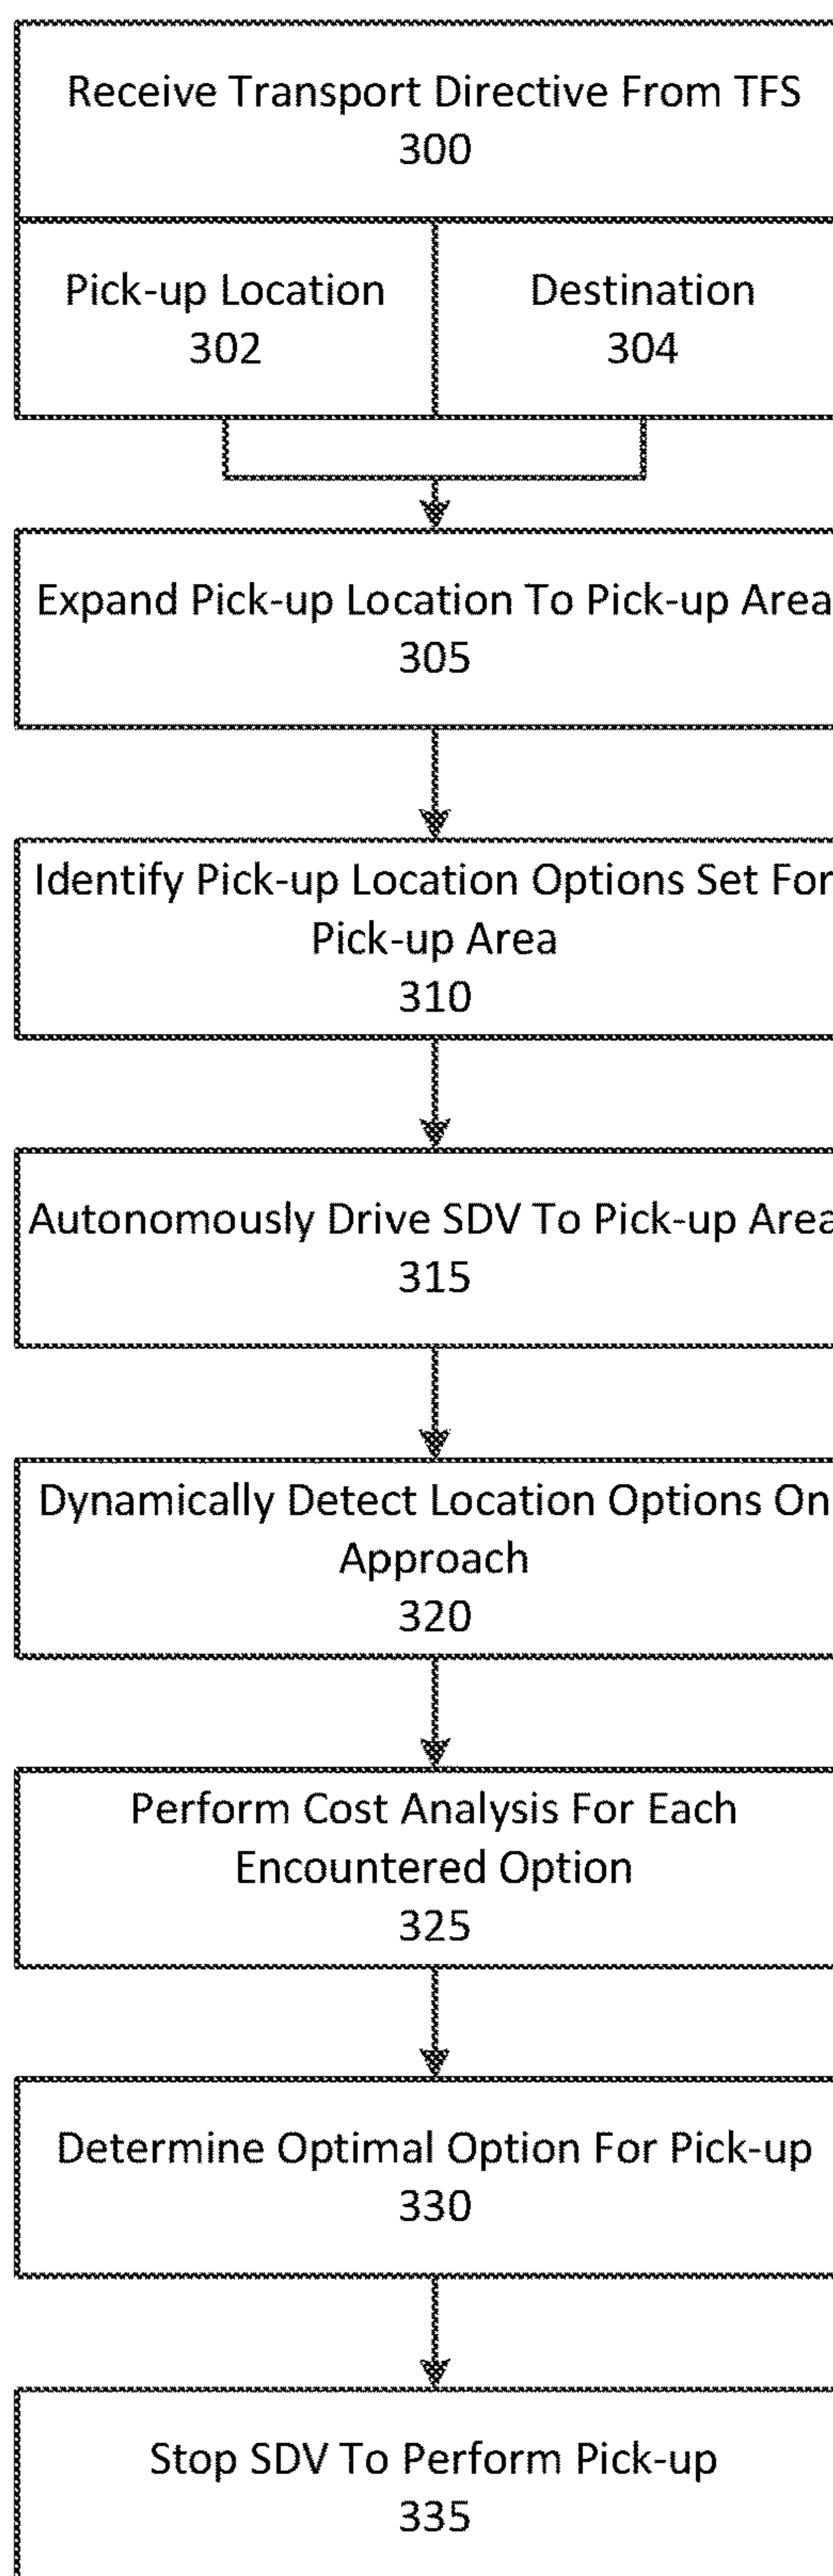 Receive Transport Directive From TFS
300
Pick-up Location
302
Destination
304
Expand Pick-up Location To Pick-up Area
305
Identify Pick-up Location Options Set For
Pick-up Area
310
Autonomously Drive SDV To Pick-up Area
315
Dynamically Detect Location Options On
Approach
320
Perform Cost Analysis For Each
Encountered Option
325
Determine Optimal Option For Pick-up
330
Stop SDV To Perform Pick-up
335